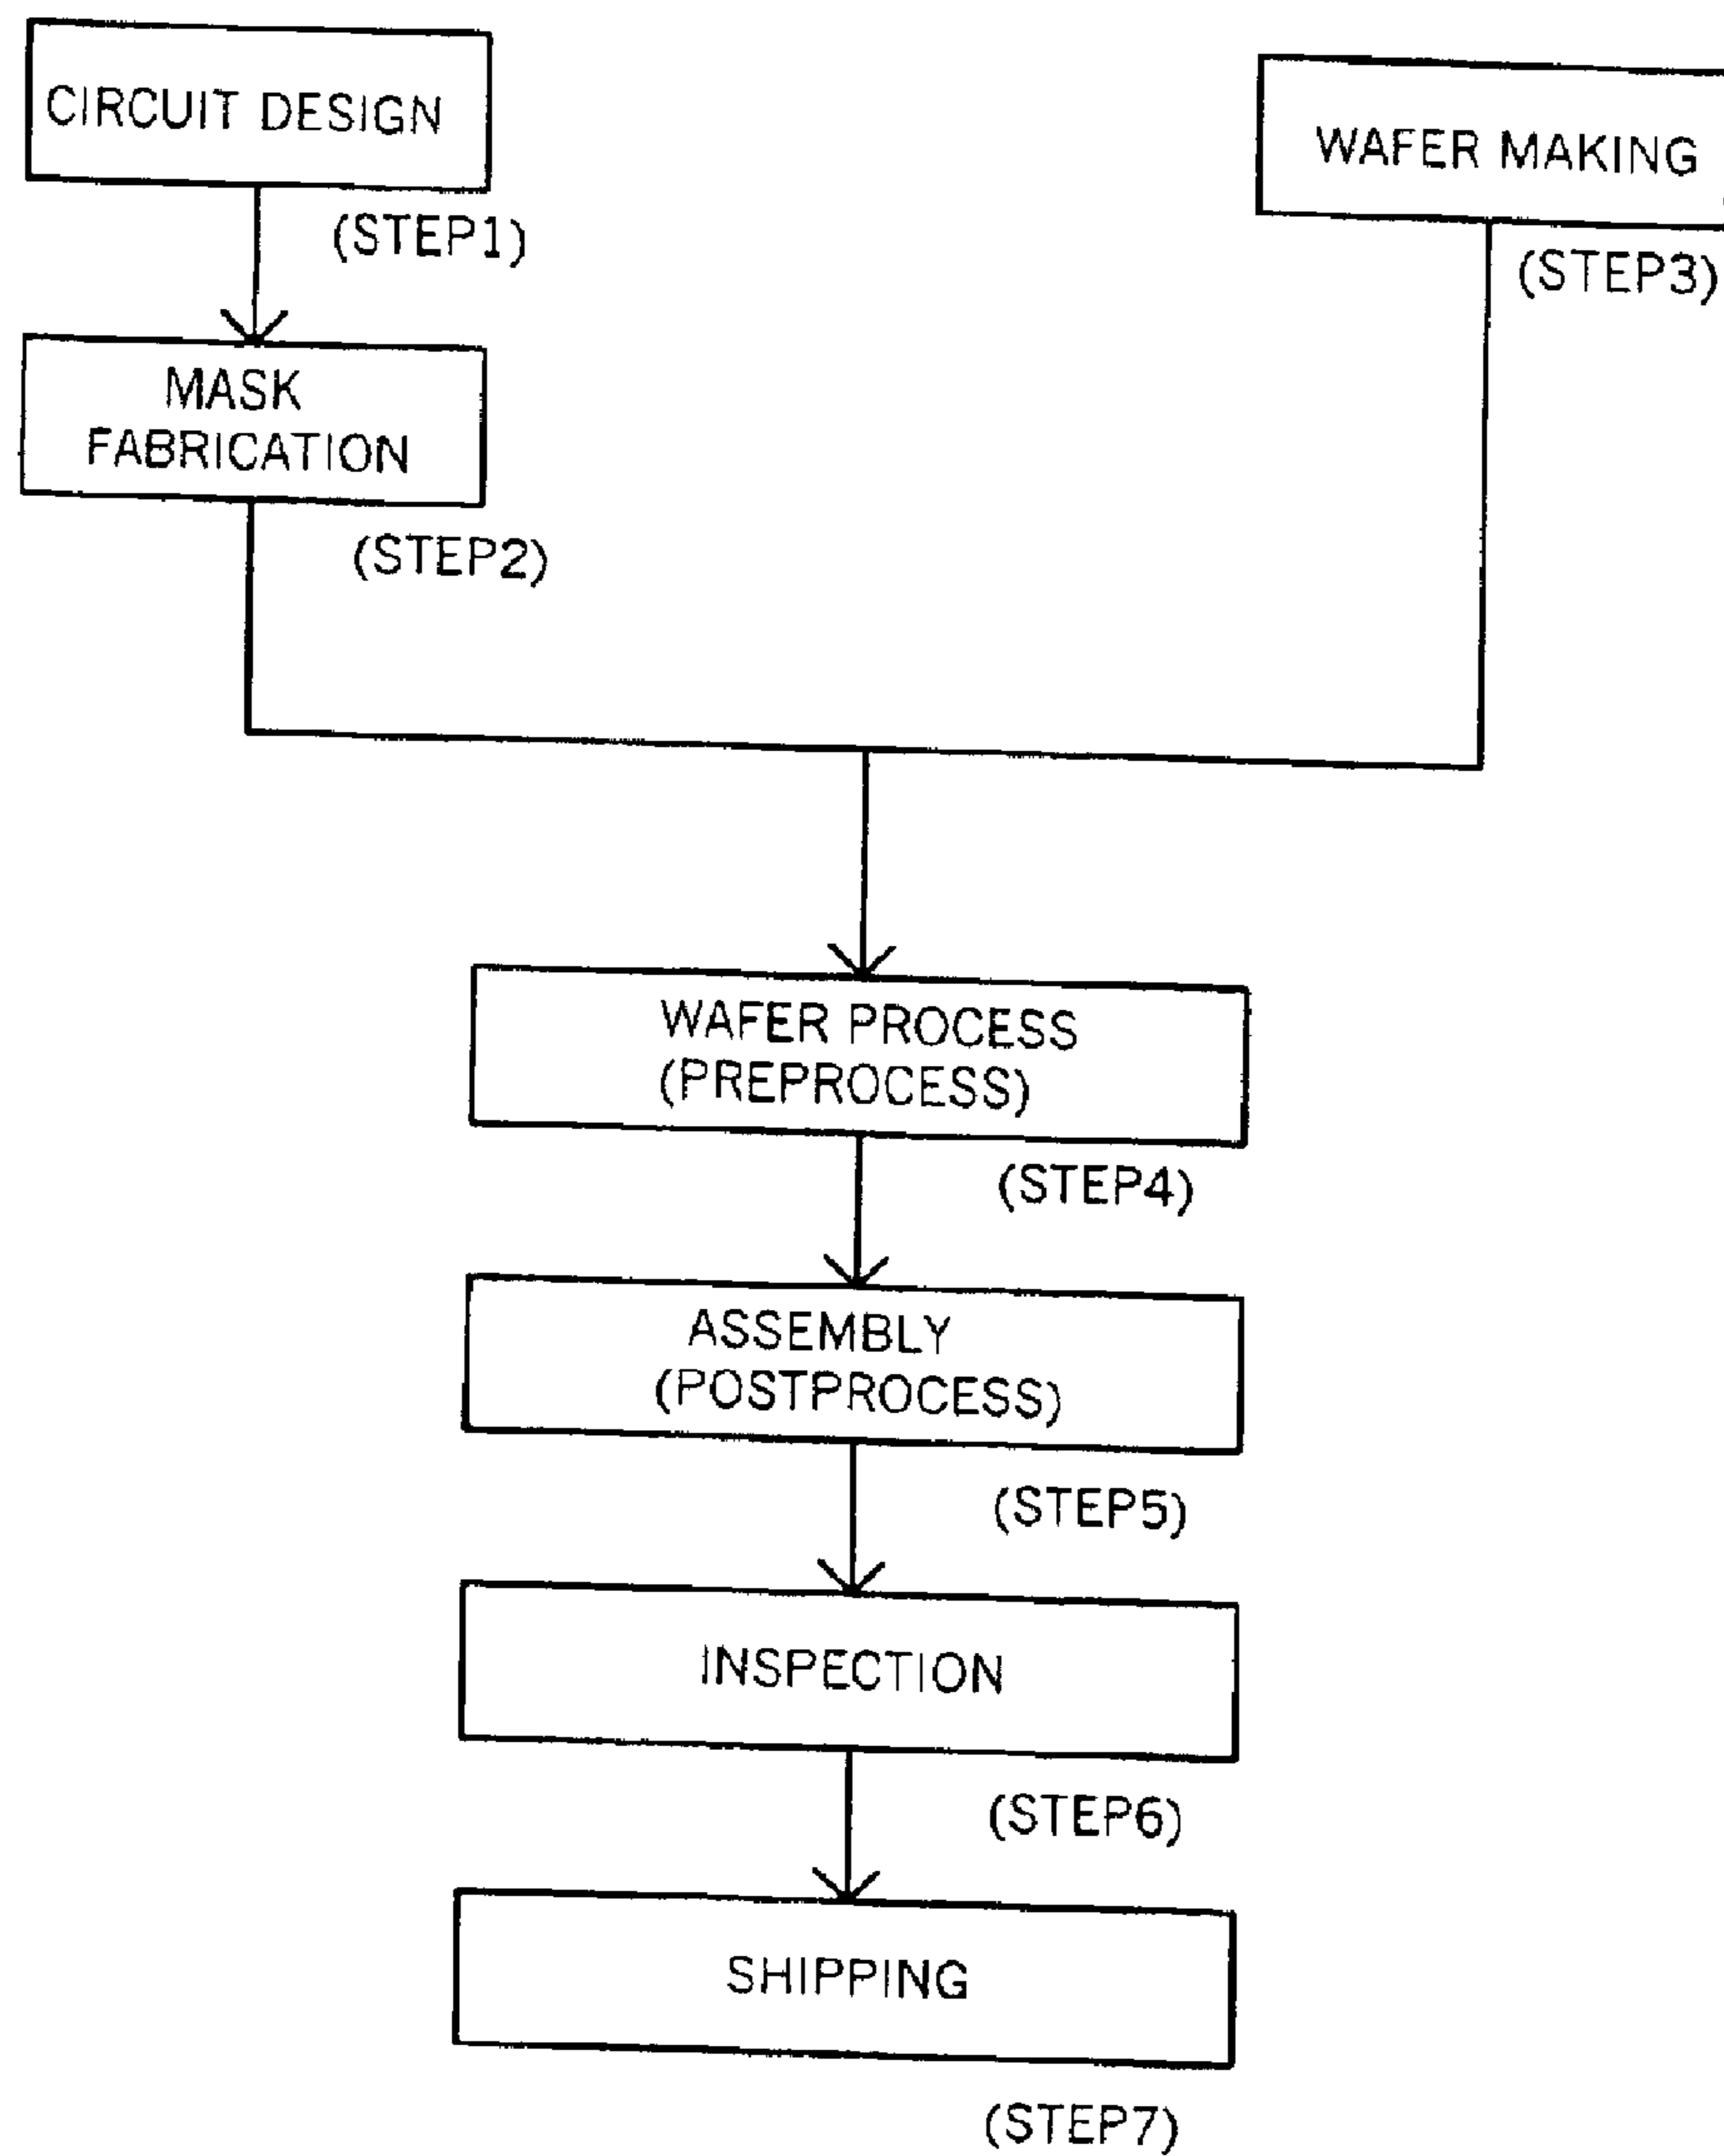 CIRCUIT DESIGN
(STEP1)
MASK
FABRICATION
(STEP2)
WAFER MAKING
(STEP3)
WAFER PROCESS
(PREPROCESS)
(STEP4)
ASSEMBLY
(POSTPROCESS)
(STEP5)
INSPECTION
(STEP6)
SHIPPING
(STEP7)